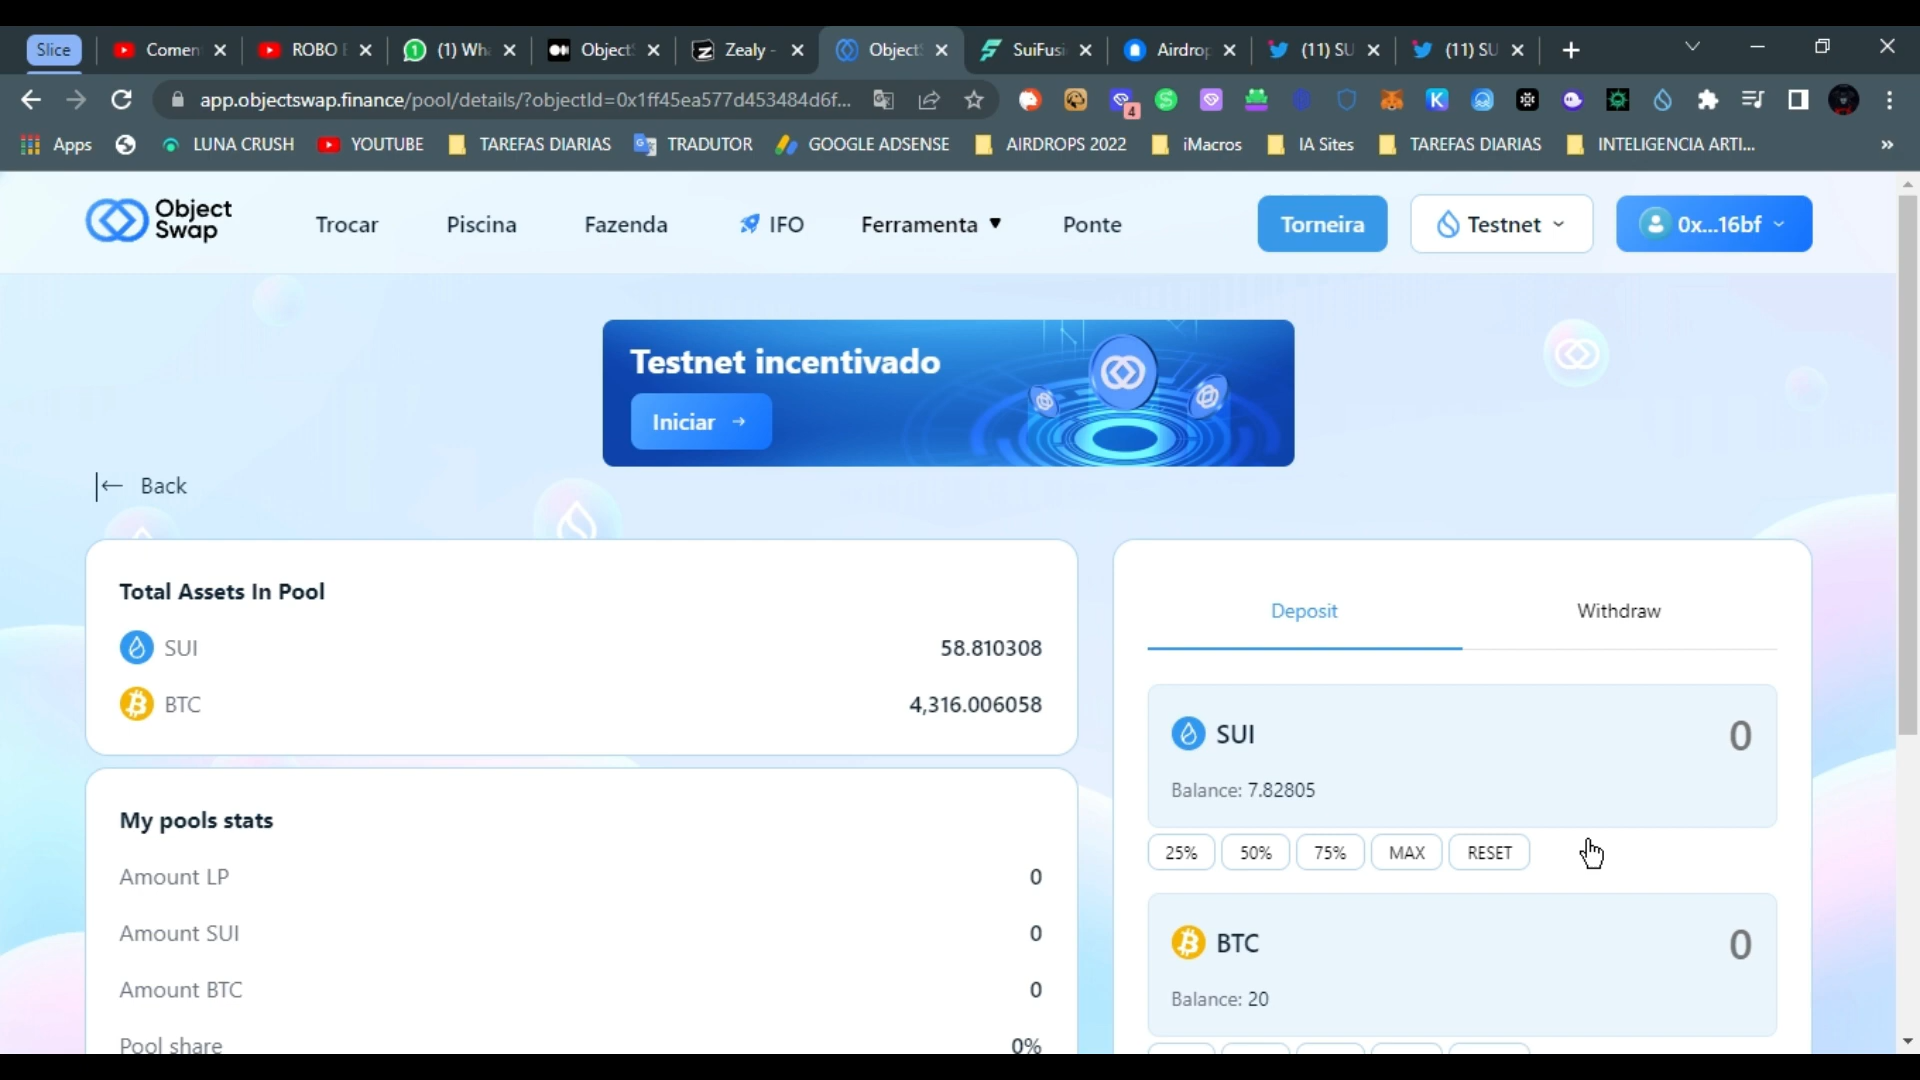 Slice
Comen
ROBO E
(1) Wh
Object
Zealy -
Object
SuiFusi
Airdrop
(11) SU
(11) SU
app.objectswap.finance/pool/details/?objectId=0x1ff45ea577d453484d6f...
4
Apps
LUNA CRUSH
YOUTUBE
TAREFAS DIARIAS
TRADUTOR
GOOGLE ADSENSE
AIRDROPS 2022
iMacros
IA Sites
TAREFAS DIARIAS
INTELIGENCIA ARTI...
Object
Swap
Trocar
Piscina
Fazenda
IFO
Ferramenta
Ponte
Torneira
Testnet
0x...16bf
Testnet incentivado
Iniciar
Back
Total Assets In Pool
SUI 58.810308
BTC 4,316.006058
My pools stats
Amount LP 0
Amount SUI 0
Amount BTC 0
Pool share 0%
Deposit
Withdraw
SUI 0
Balance: 7.82805
25% 50% 75% MAX RESET
BTC 0
Balance: 20